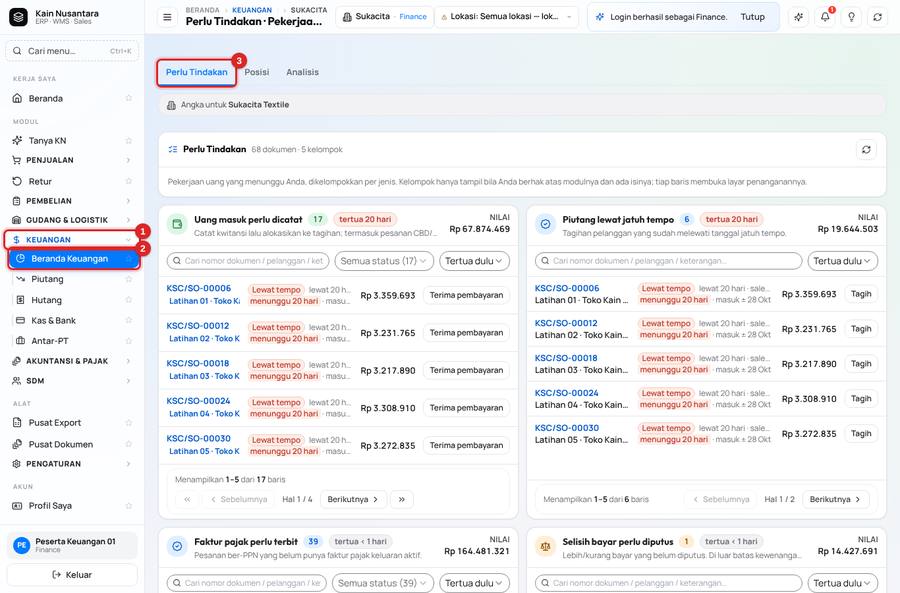 Kain Nusantara
ERP · WMS · Sales
Cari menu...
Ctrl+K
KERJA SAYA
Beranda
MODUL
Tanya KN
PENJUALAN
Retur
PEMBELIAN
GUDANG & LOGISTIK
KEUANGAN
1
2
Beranda Keuangan
Piutang
Hutang
Kas & Bank
Antar-PT
AKUNTANSI & PAJAK
SDM
ALAT
Pusat Export
Pusat Dokumen
PENGATURAN
AKUN
Profil Saya
PE
Peserta Keuangan 01
Finance
Keluar
BERANDA › KEUANGAN › SUKACITA
Perlu Tindakan · Pekerjaa...
Sukacita · Finance
Lokasi: Semua lokasi — lok...
Login berhasil sebagai Finance.
Tutup
1
3
Perlu Tindakan
Posisi
Analisis
Angka untuk Sukacita Textile
Perlu Tindakan 68 dokumen · 5 kelompok
Pekerjaan uang yang menunggu Anda, dikelompokkan per jenis. Kelompok hanya tampil bila Anda berhak atas modulnya dan ada isinya; tiap baris membuka layar penanganannya.
Uang masuk perlu dicatat 17 tertua 20 hari
Catat kwitansi lalu alokasikan ke tagihan; termasuk pesanan CBD/...
NILAI
Rp 67.874.469
Cari nomor dokumen / pelanggan / ket
Semua status (17)
Tertua dulu
KSC/SO-00006 Lewat tempo lewat 20 h...
Latihan 01 · Toko Ki menunggu 20 hari · masu...
Rp 3.359.693 Terima pembayaran
KSC/SO-00012 Lewat tempo lewat 20 h...
Latihan 02 · Toko K menunggu 20 hari · masu...
Rp 3.231.765 Terima pembayaran
KSC/SO-00018 Lewat tempo lewat 20 h...
Latihan 03 · Toko K menunggu 20 hari · masu...
Rp 3.217.890 Terima pembayaran
KSC/SO-00024 Lewat tempo lewat 20 h...
Latihan 04 · Toko K menunggu 20 hari · masu...
Rp 3.308.910 Terima pembayaran
KSC/SO-00030 Lewat tempo lewat 20 h...
Latihan 05 · Toko K menunggu 20 hari · masu...
Rp 3.272.835 Terima pembayaran
Menampilkan 1–5 dari 17 baris
Sebelumnya Hal 1 / 4 Berikutnya
Piutang lewat jatuh tempo 6 tertua 20 hari
Tagihan pelanggan yang sudah melewati tanggal jatuh tempo.
NILAI
Rp 19.644.503
Cari nomor dokumen / pelanggan / keterangan...
Tertua dulu
KSC/SO-00006 Lewat tempo lewat 20 hari · sale...
Latihan 01 · Toko Kain ... menunggu 20 hari · masuk ± 28 Okt
Rp 3.359.693 Tagih
KSC/SO-00012 Lewat tempo lewat 20 hari · sale...
Latihan 02 · Toko Kain... menunggu 20 hari · masuk ± 28 Okt
Rp 3.231.765 Tagih
KSC/SO-00018 Lewat tempo lewat 20 hari · sale...
Latihan 03 · Toko Kain... menunggu 20 hari · masuk ± 28 Okt
Rp 3.217.890 Tagih
KSC/SO-00024 Lewat tempo lewat 20 hari · sale...
Latihan 04 · Toko Kain... menunggu 20 hari · masuk ± 28 Okt
Rp 3.308.910 Tagih
KSC/SO-00030 Lewat tempo lewat 20 hari · sale...
Latihan 05 · Toko Kain... menunggu 20 hari · masuk ± 28 Okt
Rp 3.272.835 Tagih
Menampilkan 1–5 dari 6 baris
Sebelumnya Hal 1 / 2 Berikutnya
Faktur pajak perlu terbit 39 tertua < 1 hari
Pesanan ber-PPN yang belum punya faktur pajak keluaran aktif.
NILAI
Rp 164.481.321
Cari nomor dokumen / pelanggan / ke
Semua status (39)
Tertua dulu
Selisih bayar perlu diputus 1 tertua < 1 hari
Lebih/kurang bayar yang belum diputus. Di luar batas kewenanga...
NILAI
Rp 14.427.691
Cari nomor dokumen / pelanggan / keterangan...
Tertua dulu